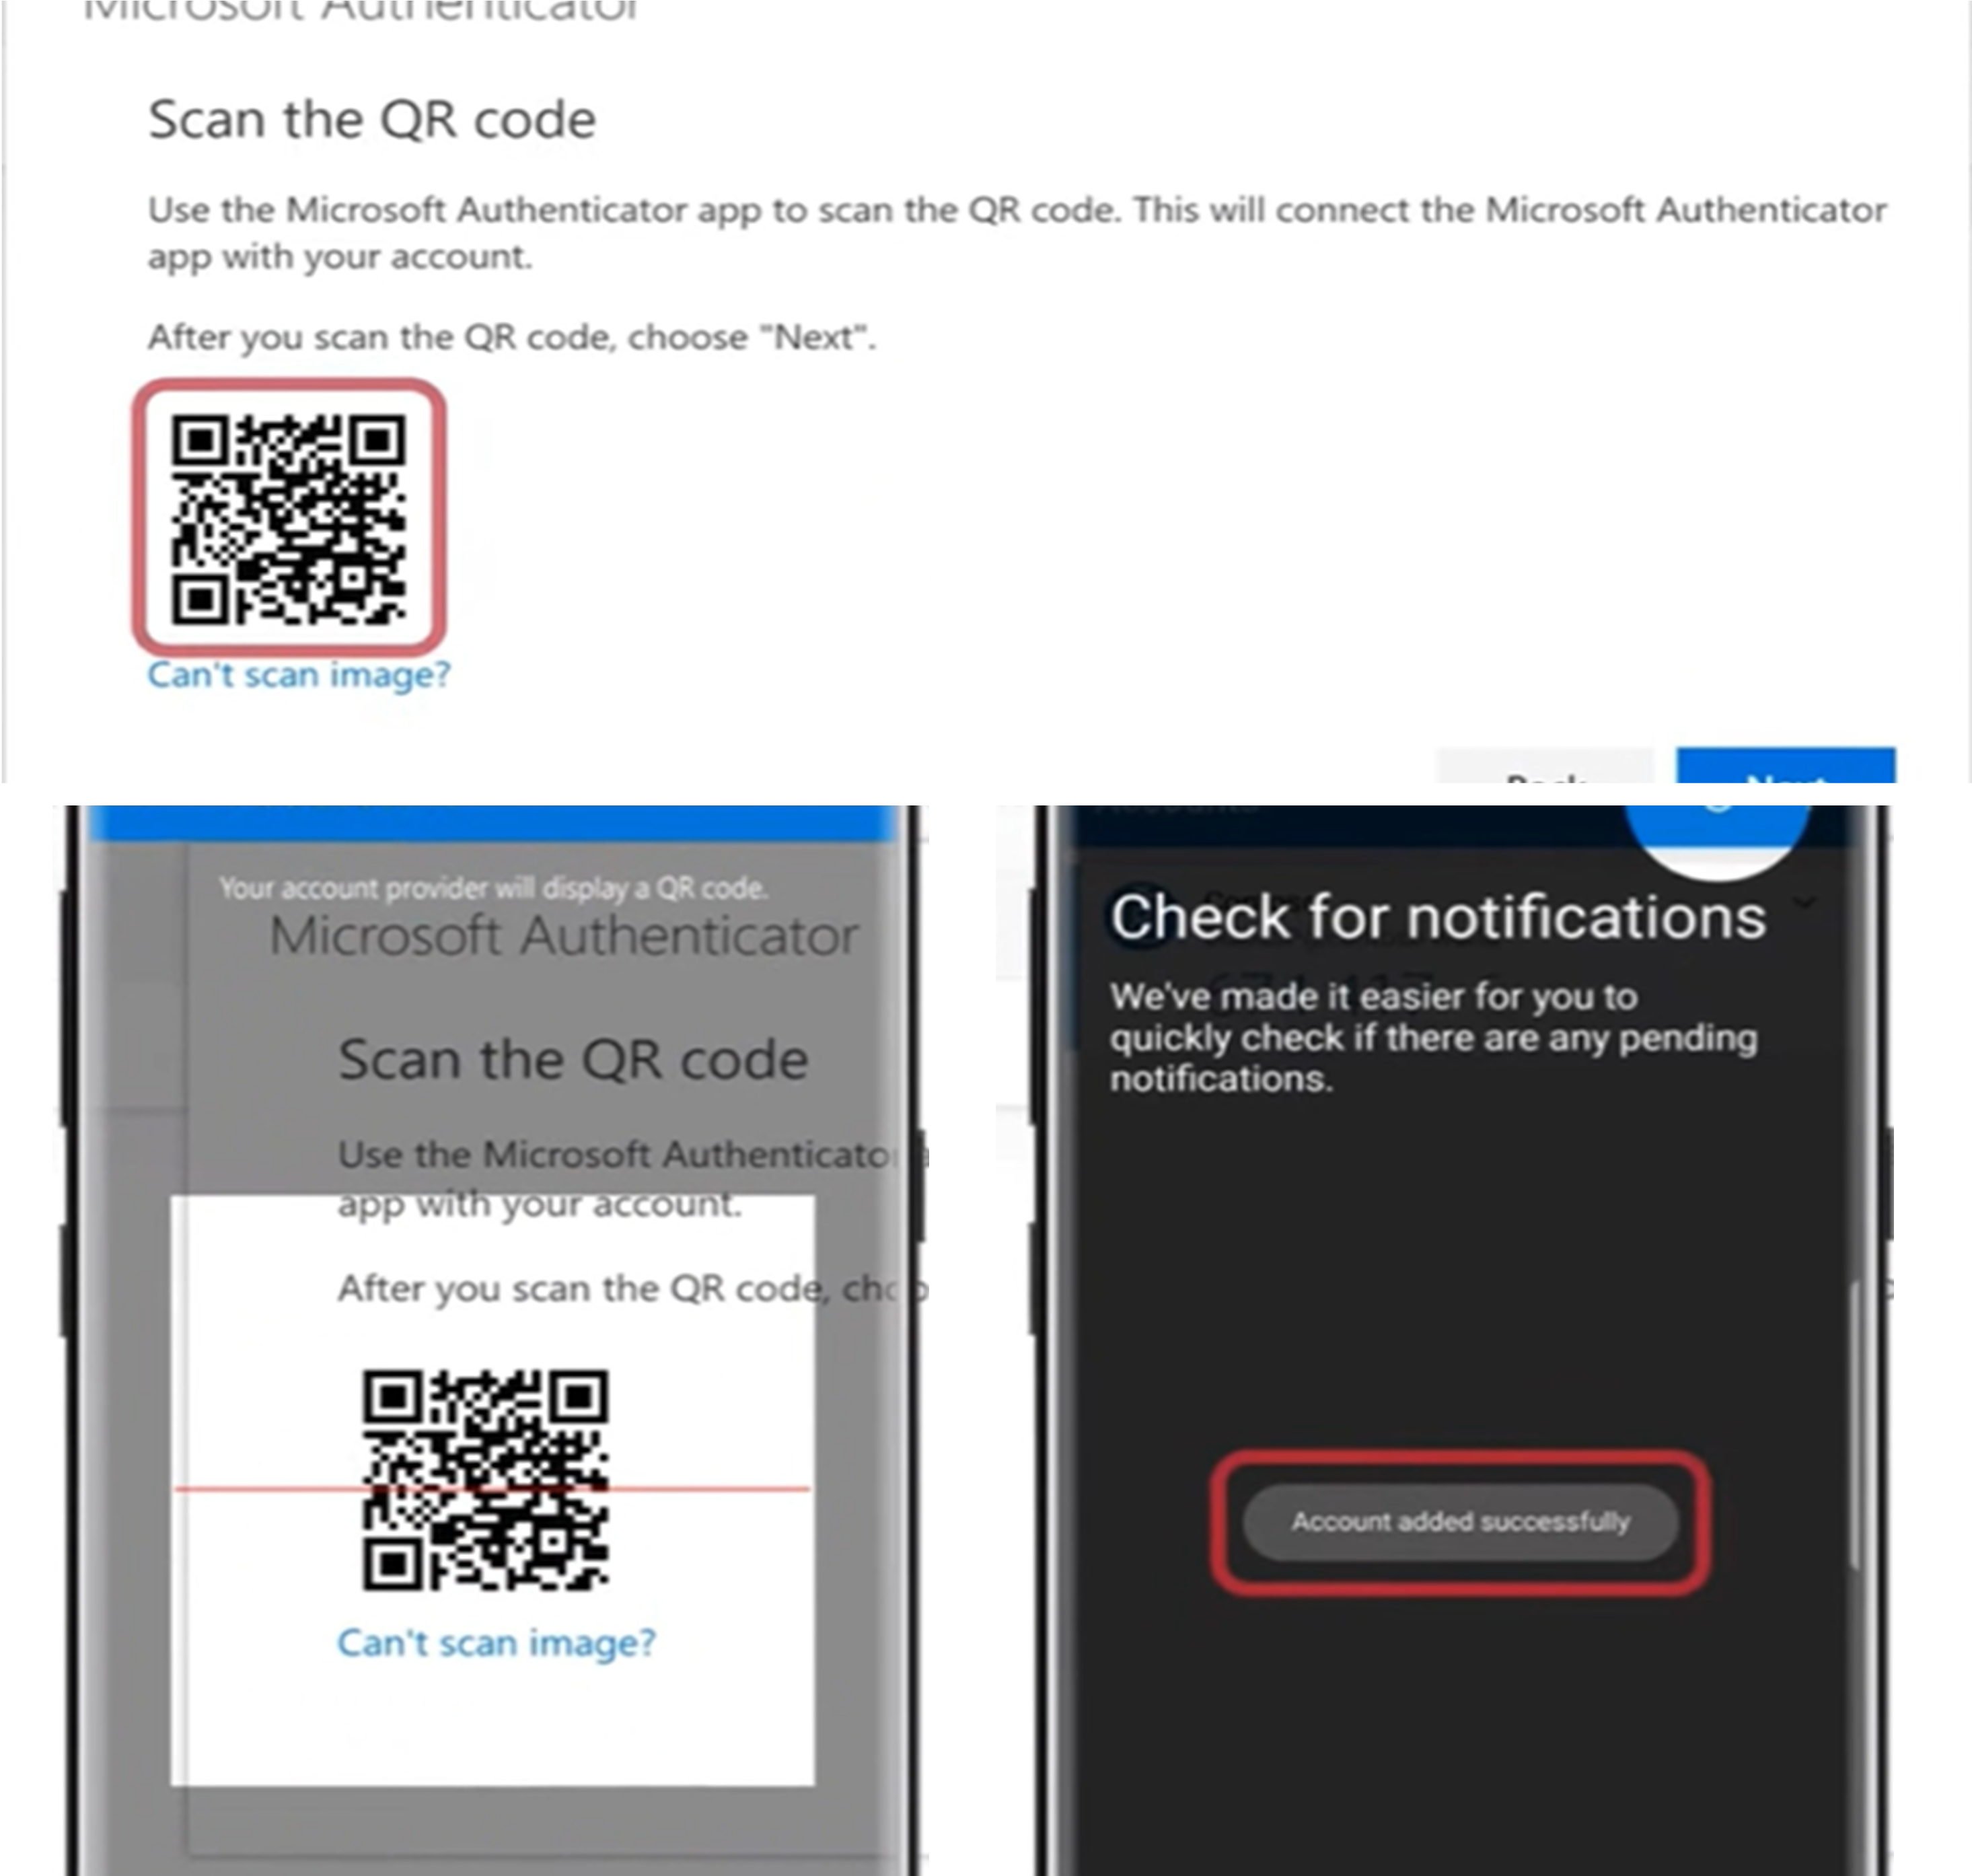 Microsoft Authenticator
Scan the QR code
Use the Microsoft Authenticator app to scan the QR code. This will connect the Microsoft Authenticator
app with your account.
After you scan the QR code, choose "Next".
Can't scan image?
Back
Next
Your account provider will display a QR code.
Microsoft Authenticator
Scan the QR code
Use the Microsoft Authenticator
app with your account.
After you scan the QR code,
Can't scan image?
Check for notifications
We've made it easier for you to
quickly check if there are any pending
notifications.
Account added successfully